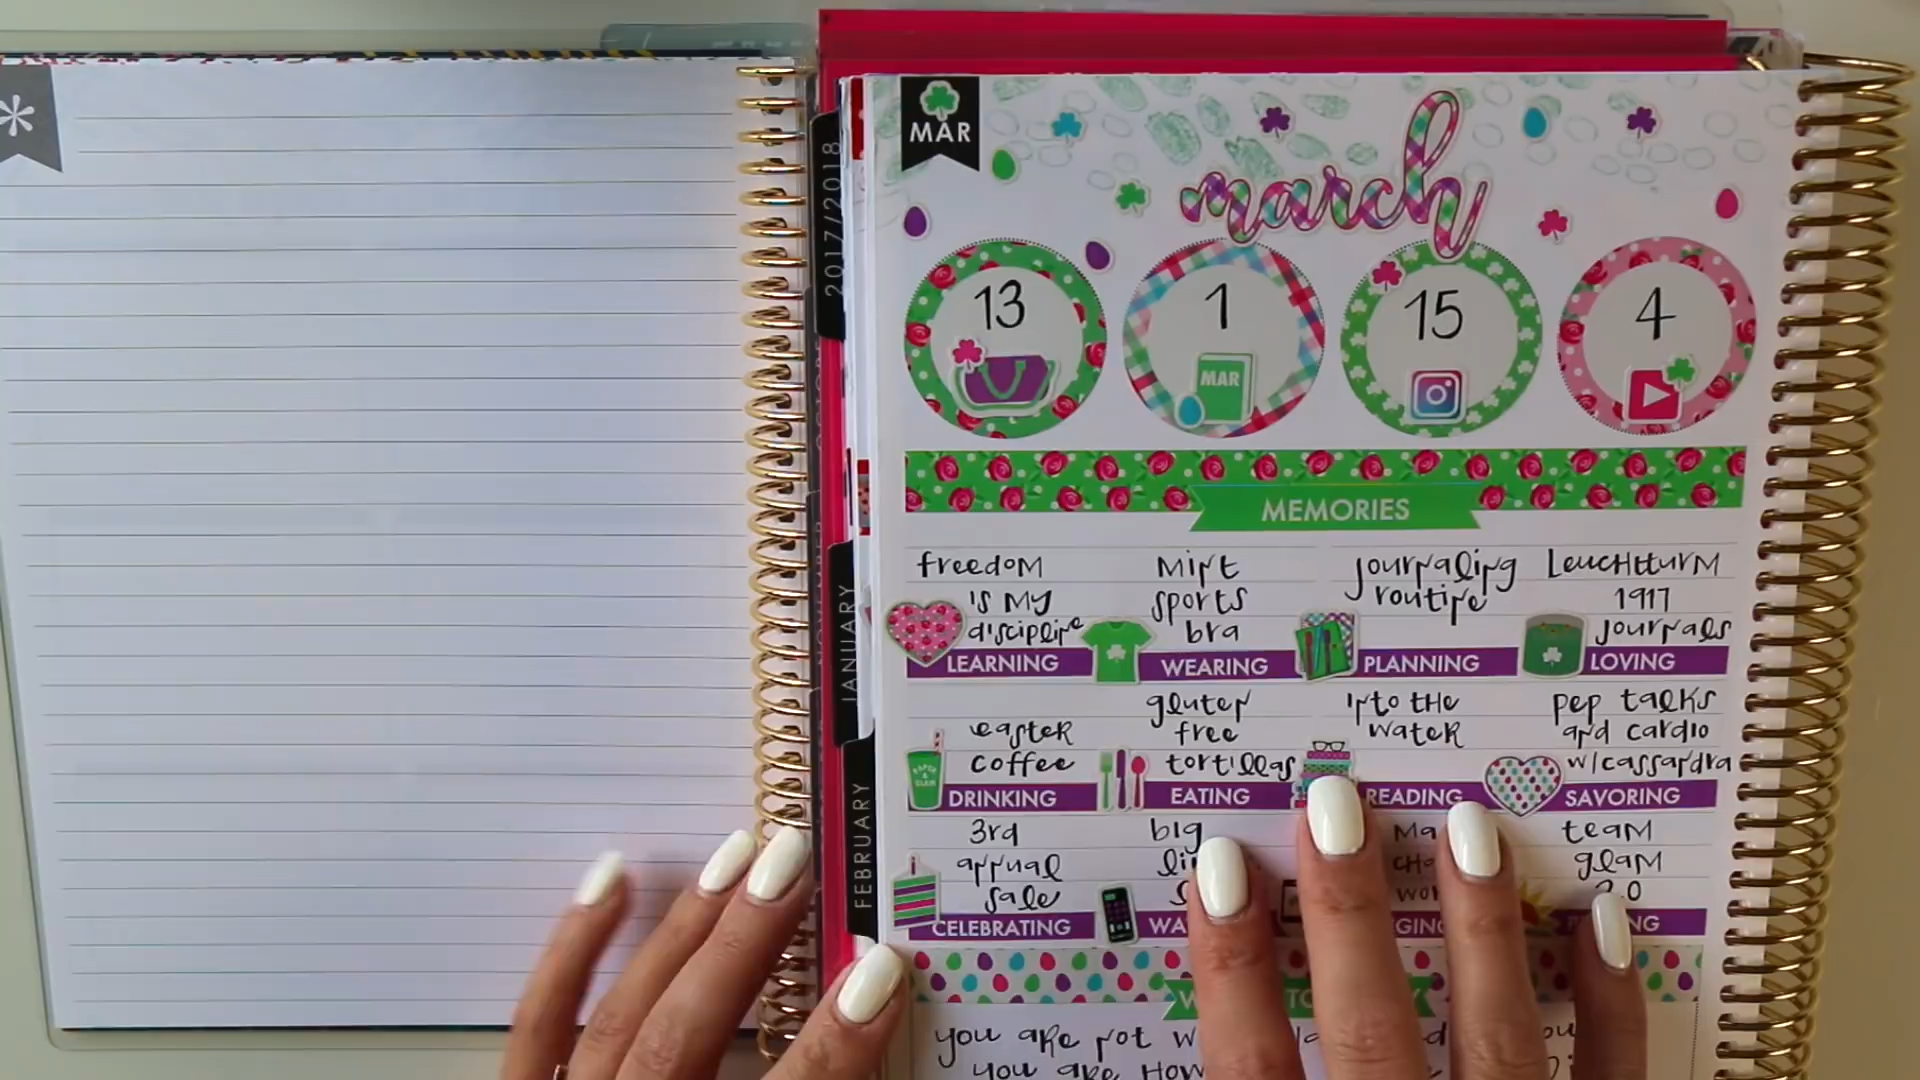 *
2017/2018
JANUARY
FEBRUARY
MAR
march
13
1
15
4
MAR
MEMORIES
freedom
is my
discipline
LEARNING
mint
sports
bra
WEARING
journaling
routine
PLANNING
Leuchtturm
1917
journals
LOVING
easter
coffee
DRINKING
gluten
free
tortillas
EATING
into the
water
READING
pep talks
and cardio
w/cassandra
SAVORING
3rd
annual
sale
CELEBRATING
big
team
glam
2.0
you are not
you are how